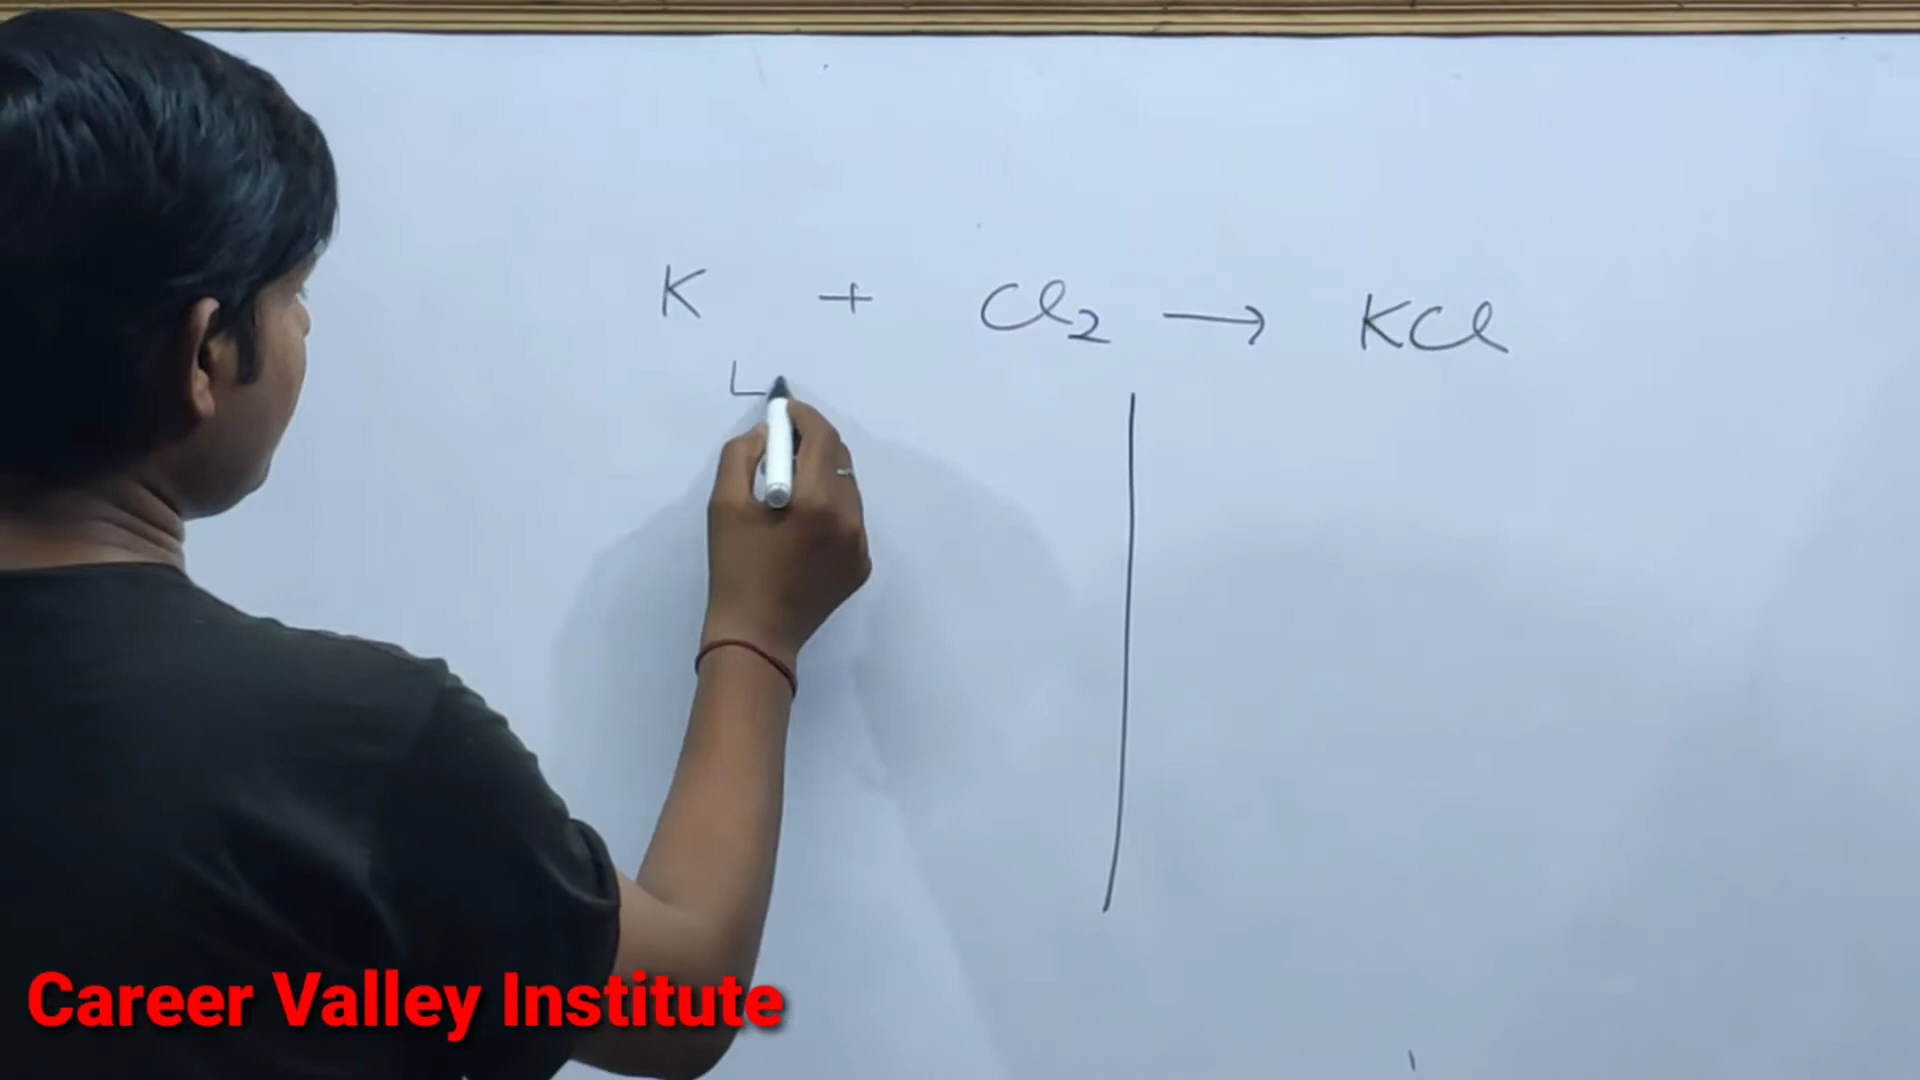 K + Cl₂ → KCl
L
Career Valley Institute